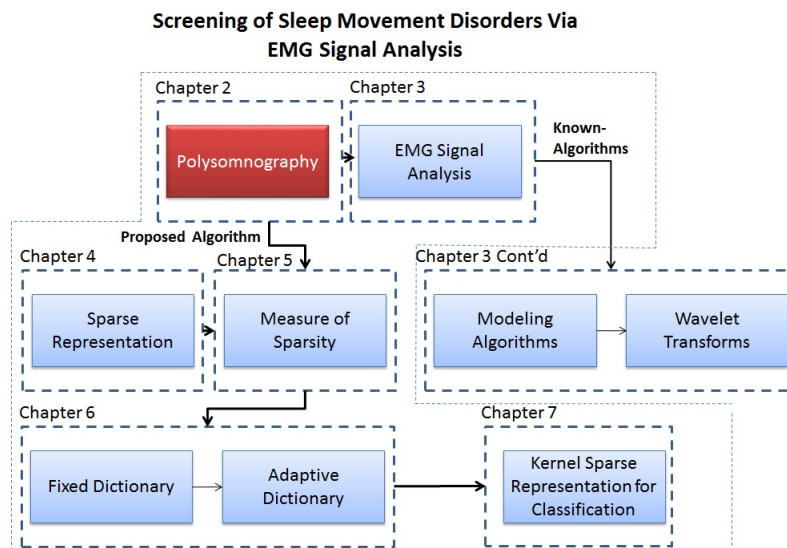 Screening of Sleep Movement Disorders Via
EMG Signal Analysis
Chapter 2
Chapter 3
Polysomnography
EMG Signal
Analysis
Known-
Algorithms
Proposed Algorithm
Chapter 4
Chapter 5
Chapter 3 Cont'd
Sparse
Representation
Measure of
Sparsity
Modeling
Algorithms
Wavelet
Transforms
Chapter 6
Chapter 7
Fixed Dictionary
Adaptive
Dictionary
Kernel Sparse
Representation for
Classification